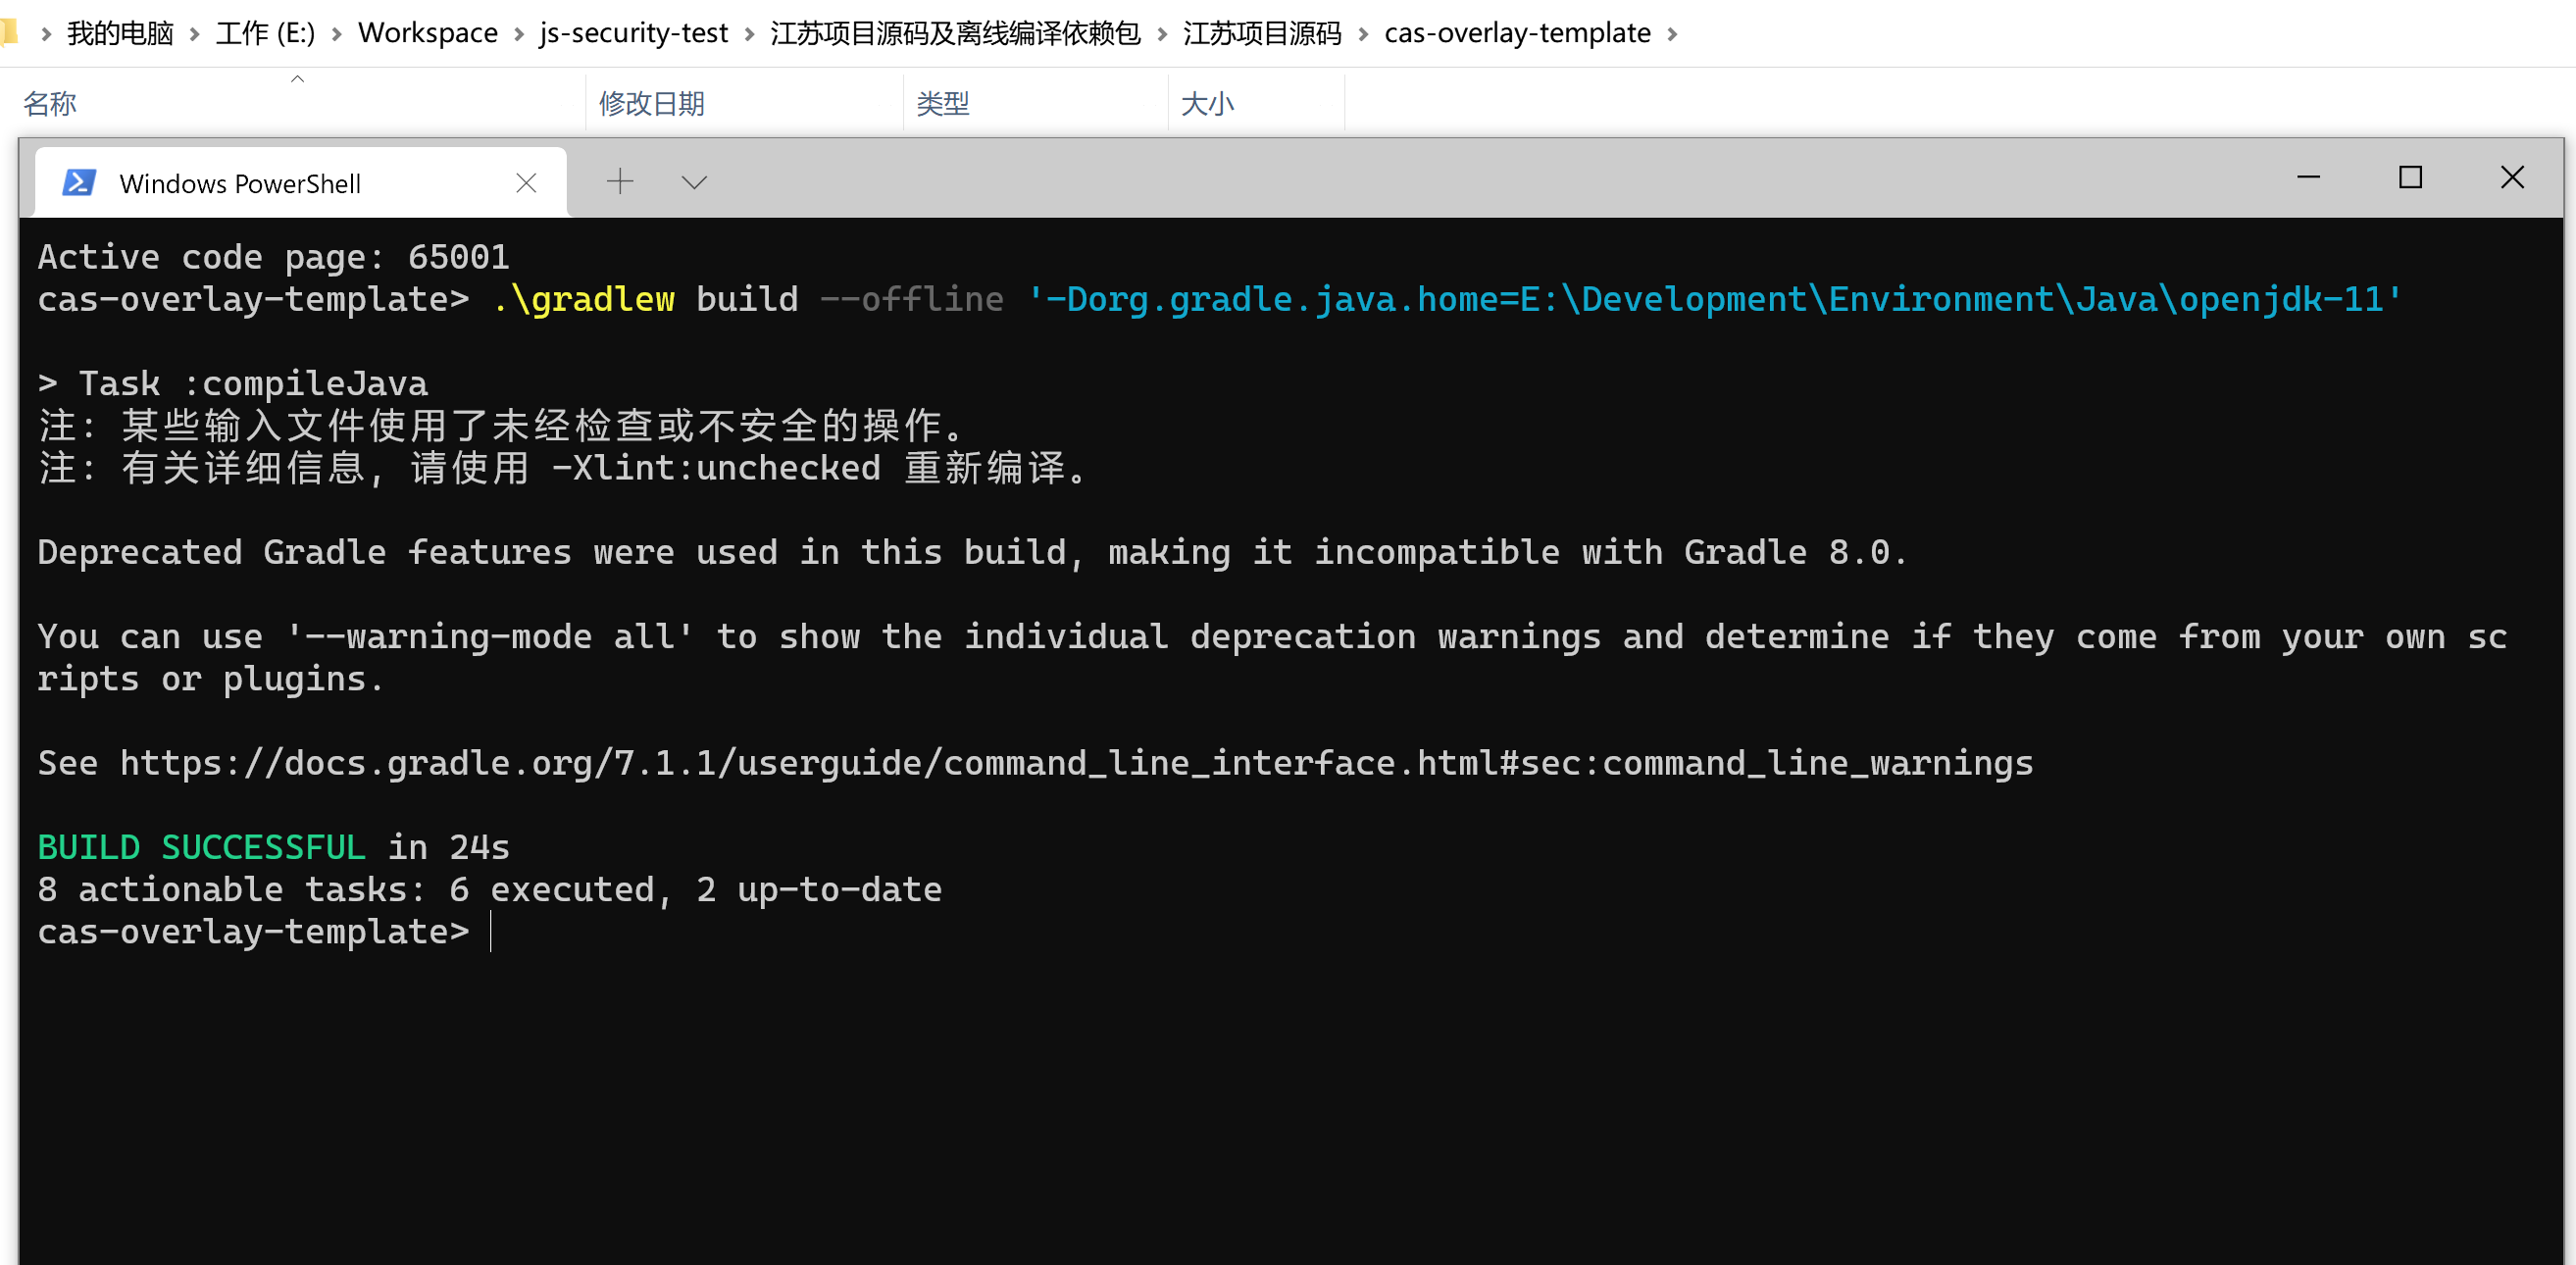 我的电脑 › 工作 (E:) › Workspace › js-security-test › 江苏项目源码及离线编译依赖包 › 江苏项目源码 › cas-overlay-template ›
名称 修改日期 类型 大小
Windows PowerShell
Active code page: 65001
cas-overlay-template> .\gradlew build --offline '-Dorg.gradle.java.home=E:\Development\Environment\Java\openjdk-11'
> Task :compileJava
注: 某些输入文件使用了未经检查或不安全的操作。
注: 有关详细信息, 请使用 -Xlint:unchecked 重新编译。
Deprecated Gradle features were used in this build, making it incompatible with Gradle 8.0.
You can use '--warning-mode all' to show the individual deprecation warnings and determine if they come from your own sc
ripts or plugins.
See https://docs.gradle.org/7.1.1/userguide/command_line_interface.html#sec:command_line_warnings
BUILD SUCCESSFUL in 24s
8 actionable tasks: 6 executed, 2 up-to-date
cas-overlay-template>